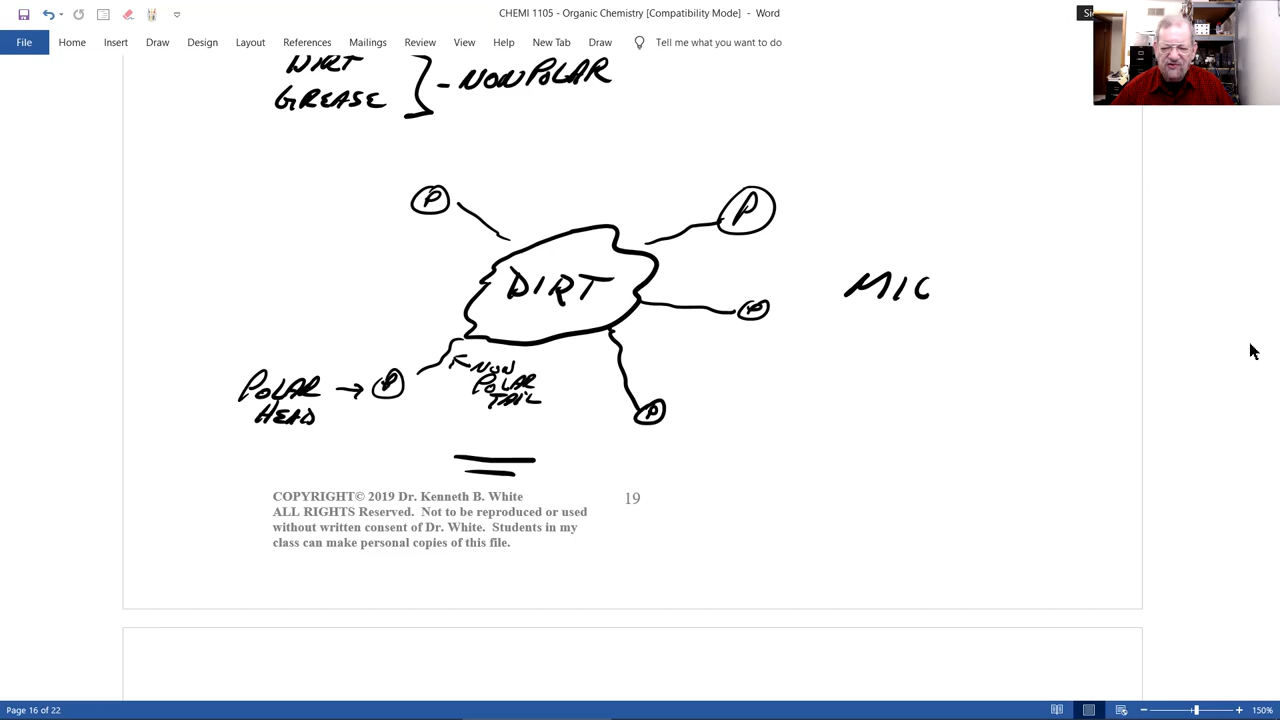 CHEMI 1105 - Organic Chemistry [Compatibility Mode] - Word
File Home Insert Draw Design Layout References Mailings Review View Help New Tab Draw Tell me what you want to do
DIRT
GREASE
- NONPOLAR
P
P
DIRT
MIC
P
POLAR
HEAD
P
NON
POLAR
TAIL
P
COPYRIGHT© 2019 Dr. Kenneth B. White
ALL RIGHTS Reserved. Not to be reproduced or used
without written consent of Dr. White. Students in my
class can make personal copies of this file.
19
Page 16 of 22
150%